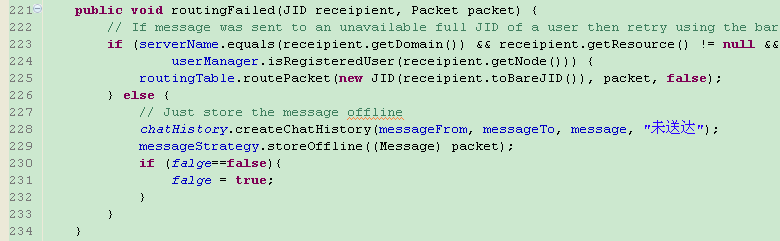 221 public void routingFailed(JID receipient, Packet packet) {
222 // If message was sent to an unavailable full JID of a user then retry using the bar
223 if (serverName.equals(receipient.getDomain()) && receipient.getResource() != null &&
224 userManager.isRegisteredUser(receipient.getNode())) {
225 routingTable.routePacket(new JID(receipient.toBareJID()), packet, false);
226 } else {
227 // Just store the message offline
228 chatHistory.createChatHistory(messageFrom, messageTo, message, "未送达");
229 messageStrategy.storeOffline((Message) packet);
230 if (falge==false){
231 falge = true;
232 }
233 }
234 }